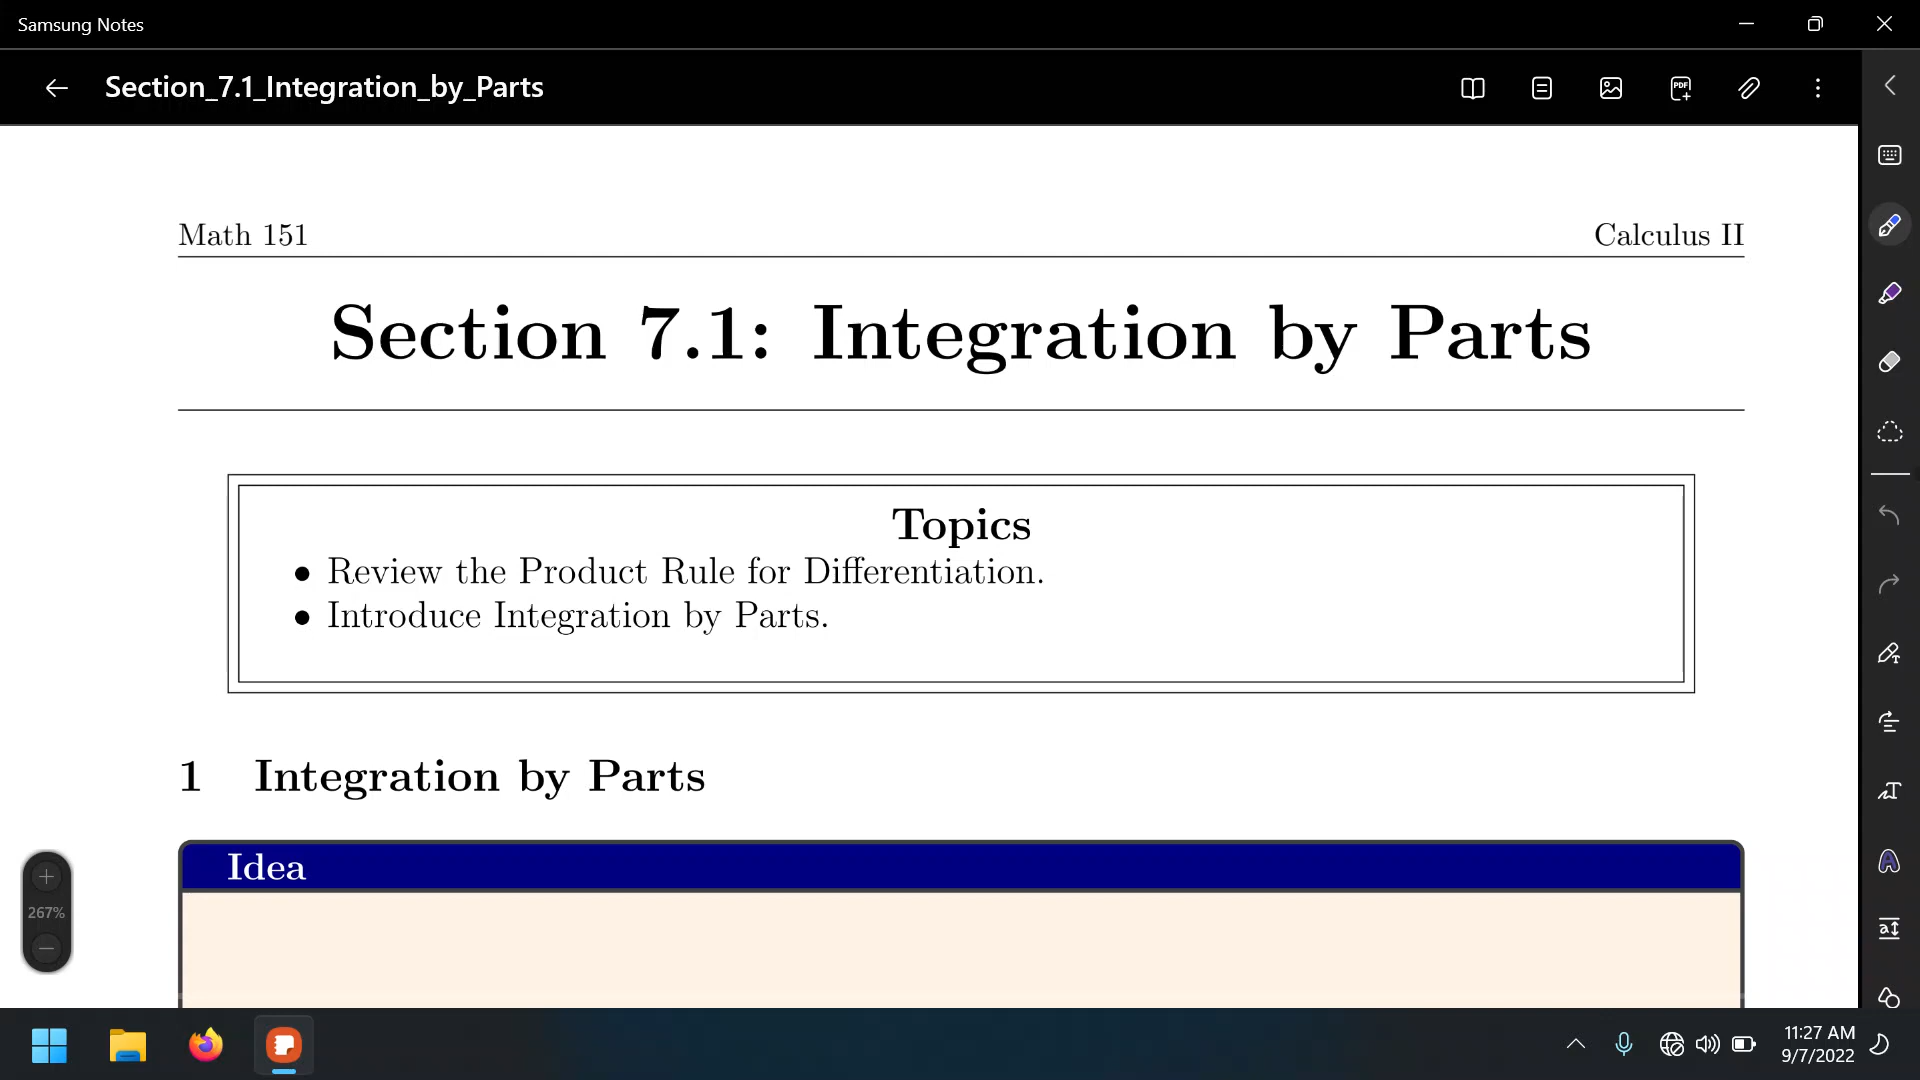 Samsung Notes
Section_7.1_Integration_by_Parts
Math 151
Calculus II
Section 7.1: Integration by Parts
Topics
• Review the Product Rule for Differentiation.
• Introduce Integration by Parts.
1 Integration by Parts
Idea
267%
11:27 AM
9/7/2022